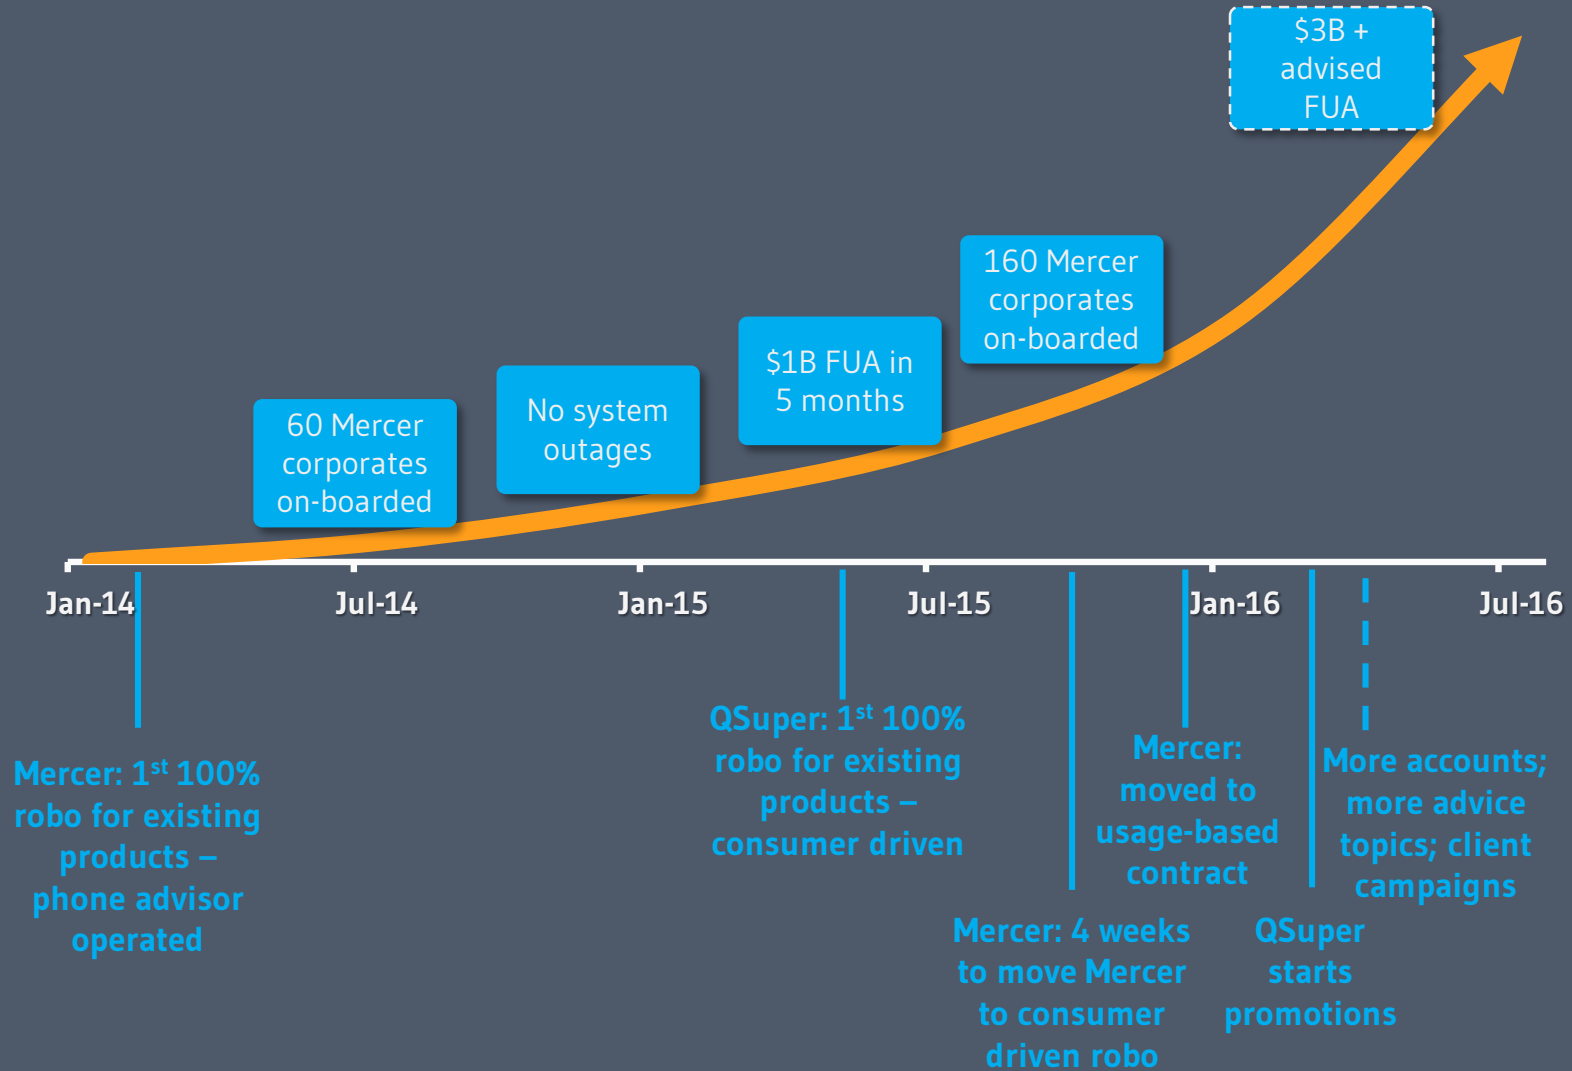 $3B +
advised
FUA
160 Mercer
corporates
on-boarded
$1B FUA in
5 months
No system
outages
60 Mercer
corporates
on-boarded
Jan-14
Jul-14
Jan-15
Jul-15
Jan-16
Jul-16
Mercer: 1st 100%
robo for existing
products –
phone advisor
operated
QSuper: 1st 100%
robo for existing
products –
consumer driven
Mercer: 4 weeks
to move Mercer
to consumer
driven robo
Mercer:
moved to
usage-based
contract
QSuper
starts
promotions
More accounts;
more advice
topics; client
campaigns